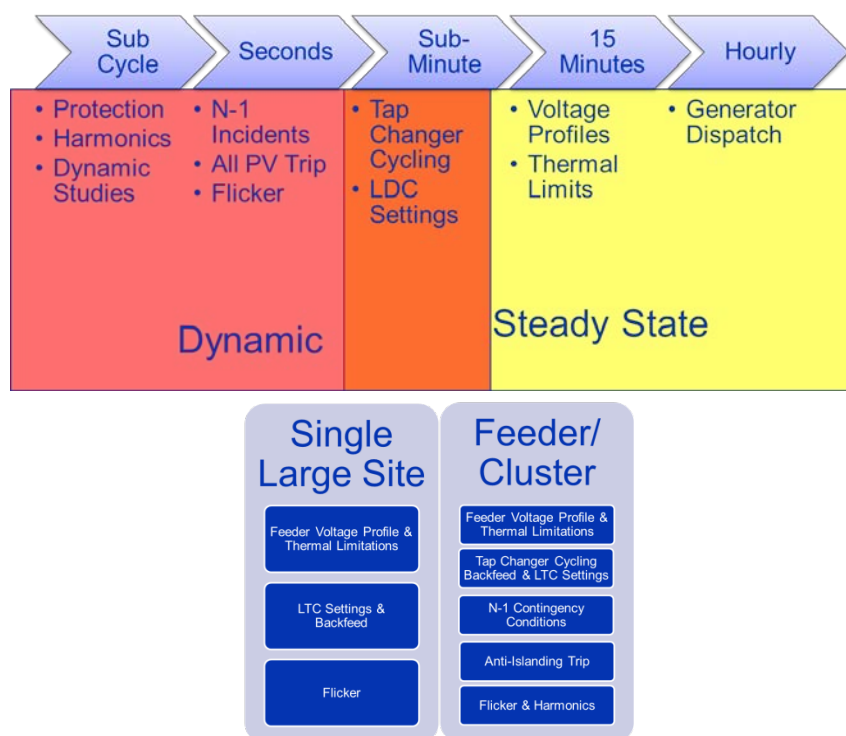 Sub
Cycle
Seconds
Sub-
Minute
15
Minutes
Hourly
• Protection
• Harmonics
• Dynamic
Studies
• N-1
Incidents
• All PV Trip
• Flicker
• Tap
Changer
Cycling
• LDC
Settings
• Voltage
Profiles
• Thermal
Limits
• Generator
Dispatch
Dynamic
Steady State
Single
Large Site
Feeder Voltage Profile &
Thermal Limitations
LTC Settings &
Backfeed
Flicker
Feeder/
Cluster
Feeder Voltage Profile &
Thermal Limitations
Tap Changer Cycling
Backfeed & LTC Settings
N-1 Contingency
Conditions
Anti-Islanding Trip
Flicker & Harmonics